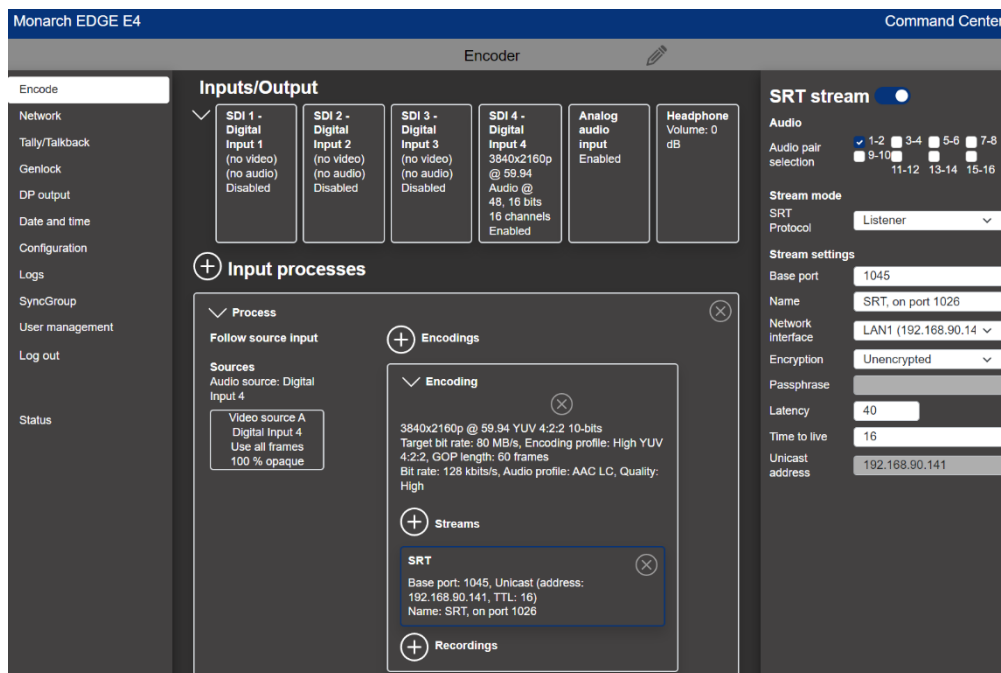 Monarch EDGE E4
Command Center
Encoder
Encode
Network
Tally/Talkback
Genlock
DP output
Date and time
Configuration
Logs
SyncGroup
User management
Log out
Status
Inputs/Output
SDI 1 -
Digital
Input 1
(no video)
(no audio)
Disabled
SDI 2 -
Digital
Input 2
(no video)
(no audio)
Disabled
SDI 3 -
Digital
Input 3
(no video)
(no audio)
Disabled
SDI 4 -
Digital
Input 4
3840x2160p
@ 59.94
Audio @
48, 16 bits
16 channels
Enabled
Analog
audio
input
Enabled
Headphone
Volume: 0
dB
Input processes
Process
Follow source input
Sources
Audio source: Digital
Input 4
Video source A
Digital Input 4
Use all frames
100 % opaque
Encodings
Encoding
3840x2160p @ 59.94 YUV 4:2:2 10-bits
Target bit rate: 80 MB/s, Encoding profile: High YUV
4:2:2, GOP length: 60 frames
Bit rate: 128 kbits/s, Audio profile: AAC LC, Quality:
High
Streams
SRT
Base port: 1045, Unicast (address:
192.168.90.141, TTL: 16)
Name: SRT, on port 1026
Recordings
SRT stream
Audio
Audio pair
selection
1-2 3-4 5-6 7-8
9-10
11-12 13-14 15-16
Stream mode
SRT
Protocol
Listener
Stream settings
Base port 1045
Name SRT, on port 1026
Network
interface
LAN1 (192.168.90.14
Encryption Unencrypted
Passphrase
Latency 40
Time to live 16
Unicast
address
192.168.90.141